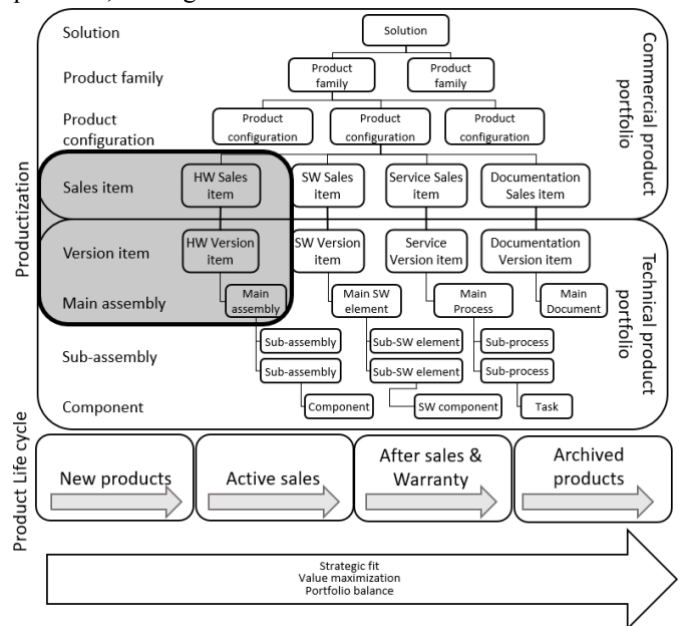 Solution
Solution
Product family
Product
family
Product
family
Product
configuration
Product
configuration
Product
configuration
Product
configuration
Sales item
HW Sales
item
SW Sales
item
Service Sales
item
Documentation
Sales item
Commercial product
portfolio
Version item
HW Version
item
SW Version
item
Service
Version item
Documentation
Version item
Main assembly
Main
assembly
Main SW
element
Main
Process
Main
Document
Sub-assembly
Sub-assembly
Sub-SW element
Sub-process
Sub-assembly
Sub-SW element
Sub-process
Component
Component
SW component
Task
Technical product
portfolio
Productization
Product Life cycle
New products
Active sales
After sales &
Warranty
Archived
products
Strategic fit
Value maximization
Portfolio balance